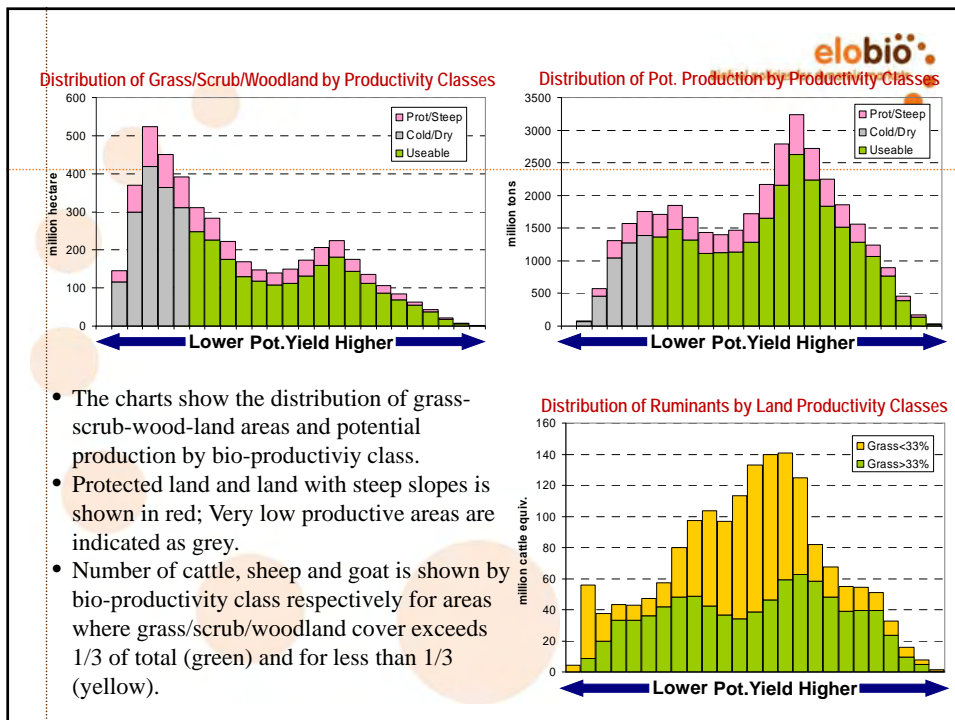 elobiö
Distribution of Grass/Scrub/Woodland by Productivity Classes
600
500
400
300
200
100
0
million hectare
Prot/Steep
Cold/Dry
Useable
Lower Pot.Yield Higher
Distribution of Pot. Production by Productivity Classes
3500
3000
2500
2000
1500
1000
500
0
million tons
Prot/Steep
Cold/Dry
Useable
Lower Pot.Yield Higher
• The charts show the distribution of grass-
scrub-wood-land areas and potential
production by bio-productiviy class.
• Protected land and land with steep slopes is
shown in red; Very low productive areas are
indicated as grey.
• Number of cattle, sheep and goat is shown by
bio-productivity class respectively for areas
where grass/scrub/woodland cover exceeds
1/3 of total (green) and for less than 1/3
(yellow).
Distribution of Ruminants by Land Productivity Classes
160
140
120
100
80
60
40
20
0
million cattle equiv.
Grass<33%
Grass>33%
Lower Pot.Yield Higher